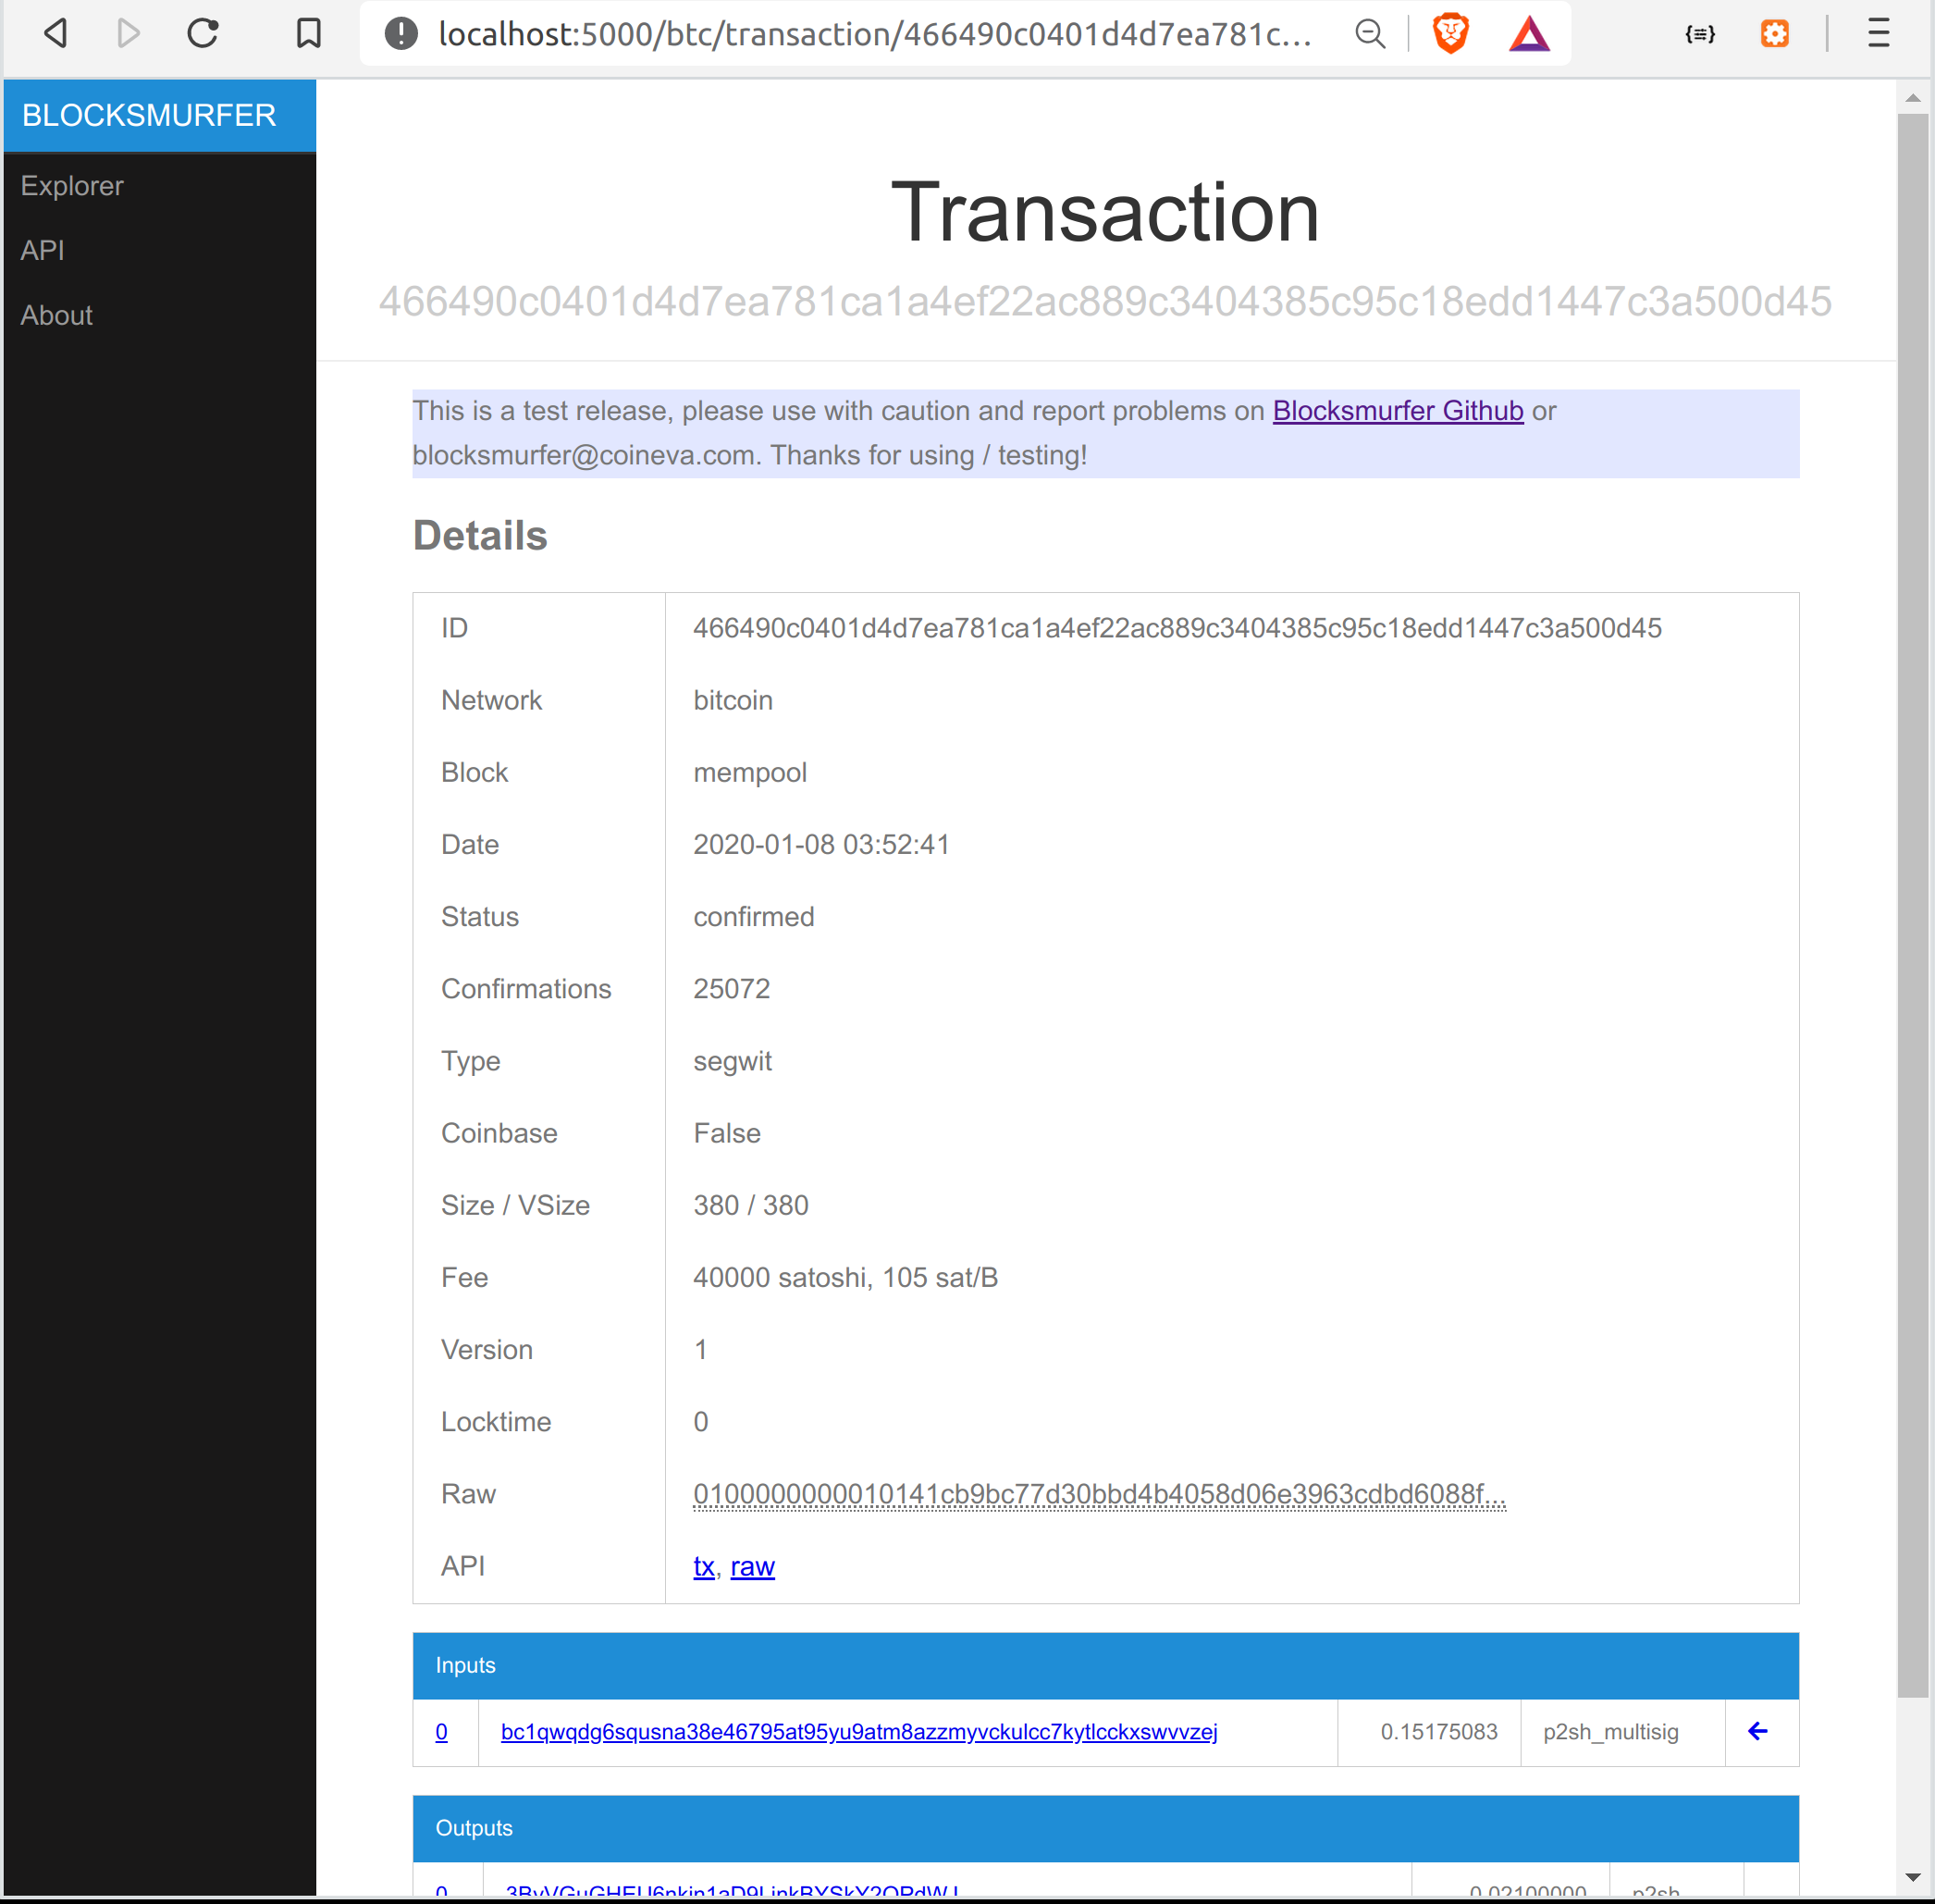 localhost:5000/btc/transaction/466490c0401d4d7ea781c...
BLOCKSMURFER
Explorer
API
About
Transaction
466490c0401d4d7ea781ca1a4ef22ac889c3404385c95c18edd1447c3a500d45
This is a test release, please use with caution and report problems on Blocksmurfer Github or
blocksmurfer@coineva.com. Thanks for using / testing!
Details
ID 466490c0401d4d7ea781ca1a4ef22ac889c3404385c95c18edd1447c3a500d45
Network bitcoin
Block mempool
Date 2020-01-08 03:52:41
Status confirmed
Confirmations 25072
Type segwit
Coinbase False
Size / VSize 380 / 380
Fee 40000 satoshi, 105 sat/B
Version 1
Locktime 0
Raw 0100000000010141cb9bc77d30bbd4b4058d06e3963cdbd6088f...
API tx, raw
Inputs
0 bc1qwqdg6squsna38e46795at95yu9atm8azzmyvckulcc7kytlcckxswvvzej 0.15175083 p2sh_multisig
Outputs
0 0.02100000 p2sh